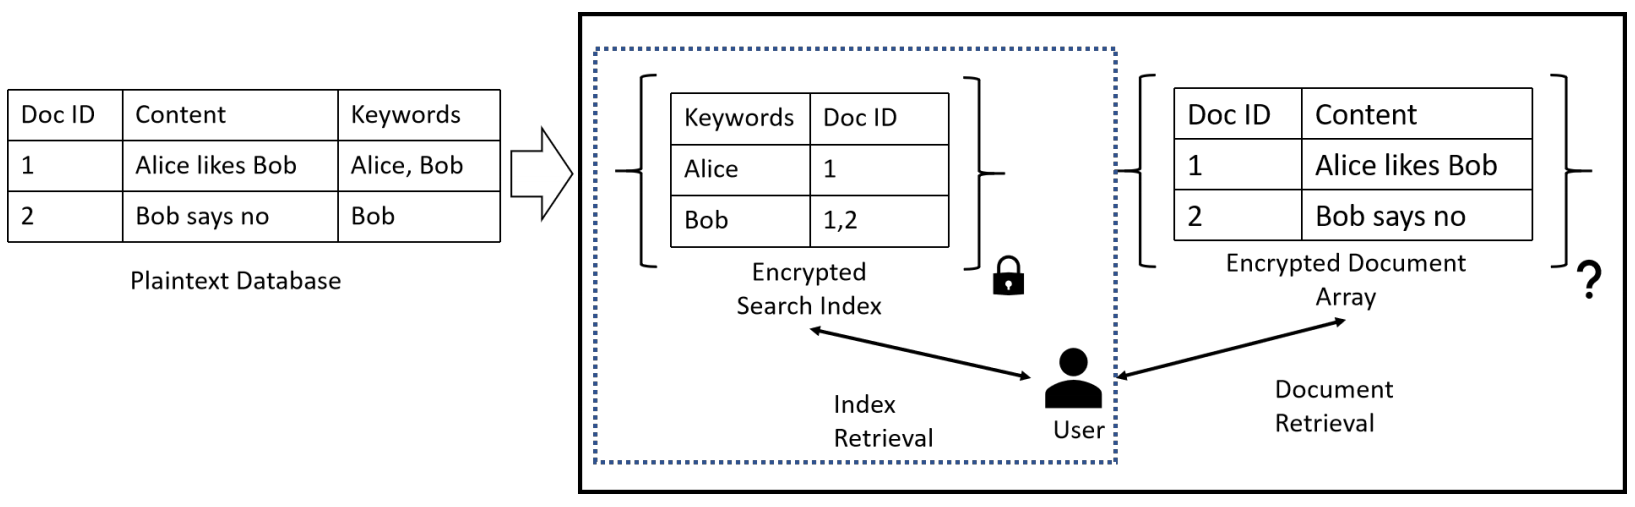 Doc ID Content Keywords
1 Alice likes Bob Alice, Bob
2 Bob says no Bob
Plaintext Database
Keywords Doc ID
Alice 1
Bob 1,2
Encrypted
Search Index
Doc ID Content
1 Alice likes Bob
2 Bob says no
Encrypted Document
Array
?
Index
Retrieval
User
Document
Retrieval